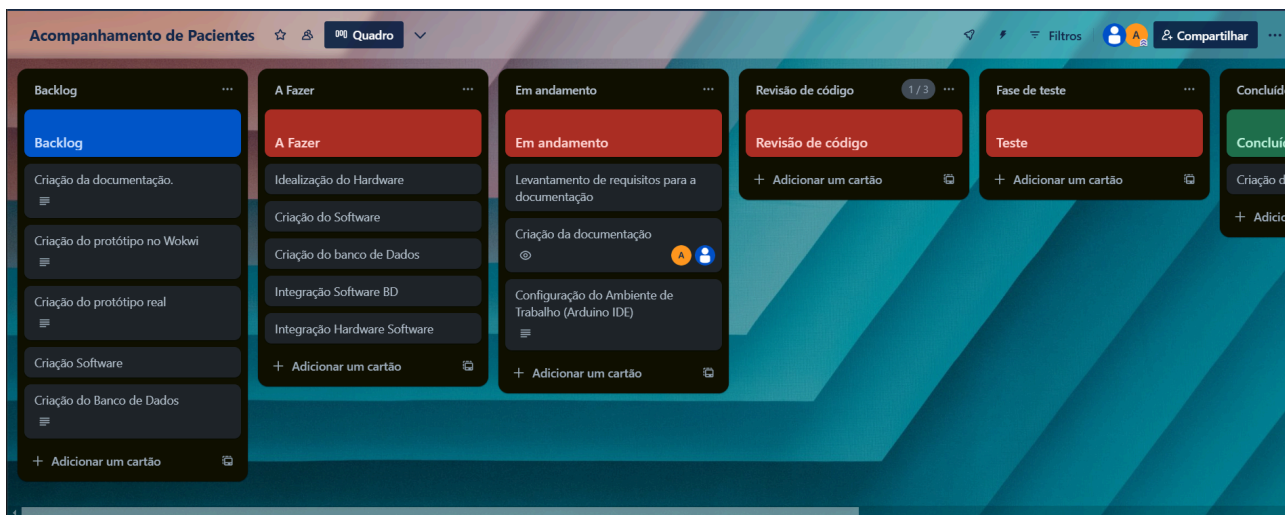 Acompanhamento de Pacientes
Quadro
Filtros
A
Compartilhar
Backlog
Backlog
Criação da documentação.
Criação do protótipo no Wokwi
Criação do protótipo real
Criação Software
Criação do Banco de Dados
+ Adicionar um cartão
A Fazer
A Fazer
Idealização do Hardware
Criação do Software
Criação do banco de Dados
Integração Software BD
Integração Hardware Software
+ Adicionar um cartão
Em andamento
Em andamento
Levantamento de requisitos para a
documentação
Criação da documentação
A
Configuração do Ambiente de
Trabalho (Arduino IDE)
+ Adicionar um cartão
Revisão de código
1 / 3
Revisão de código
+ Adicionar um cartão
Fase de teste
Teste
+ Adicionar um cartão
Concluíd
Concluíd
Criação d
+ Adicio